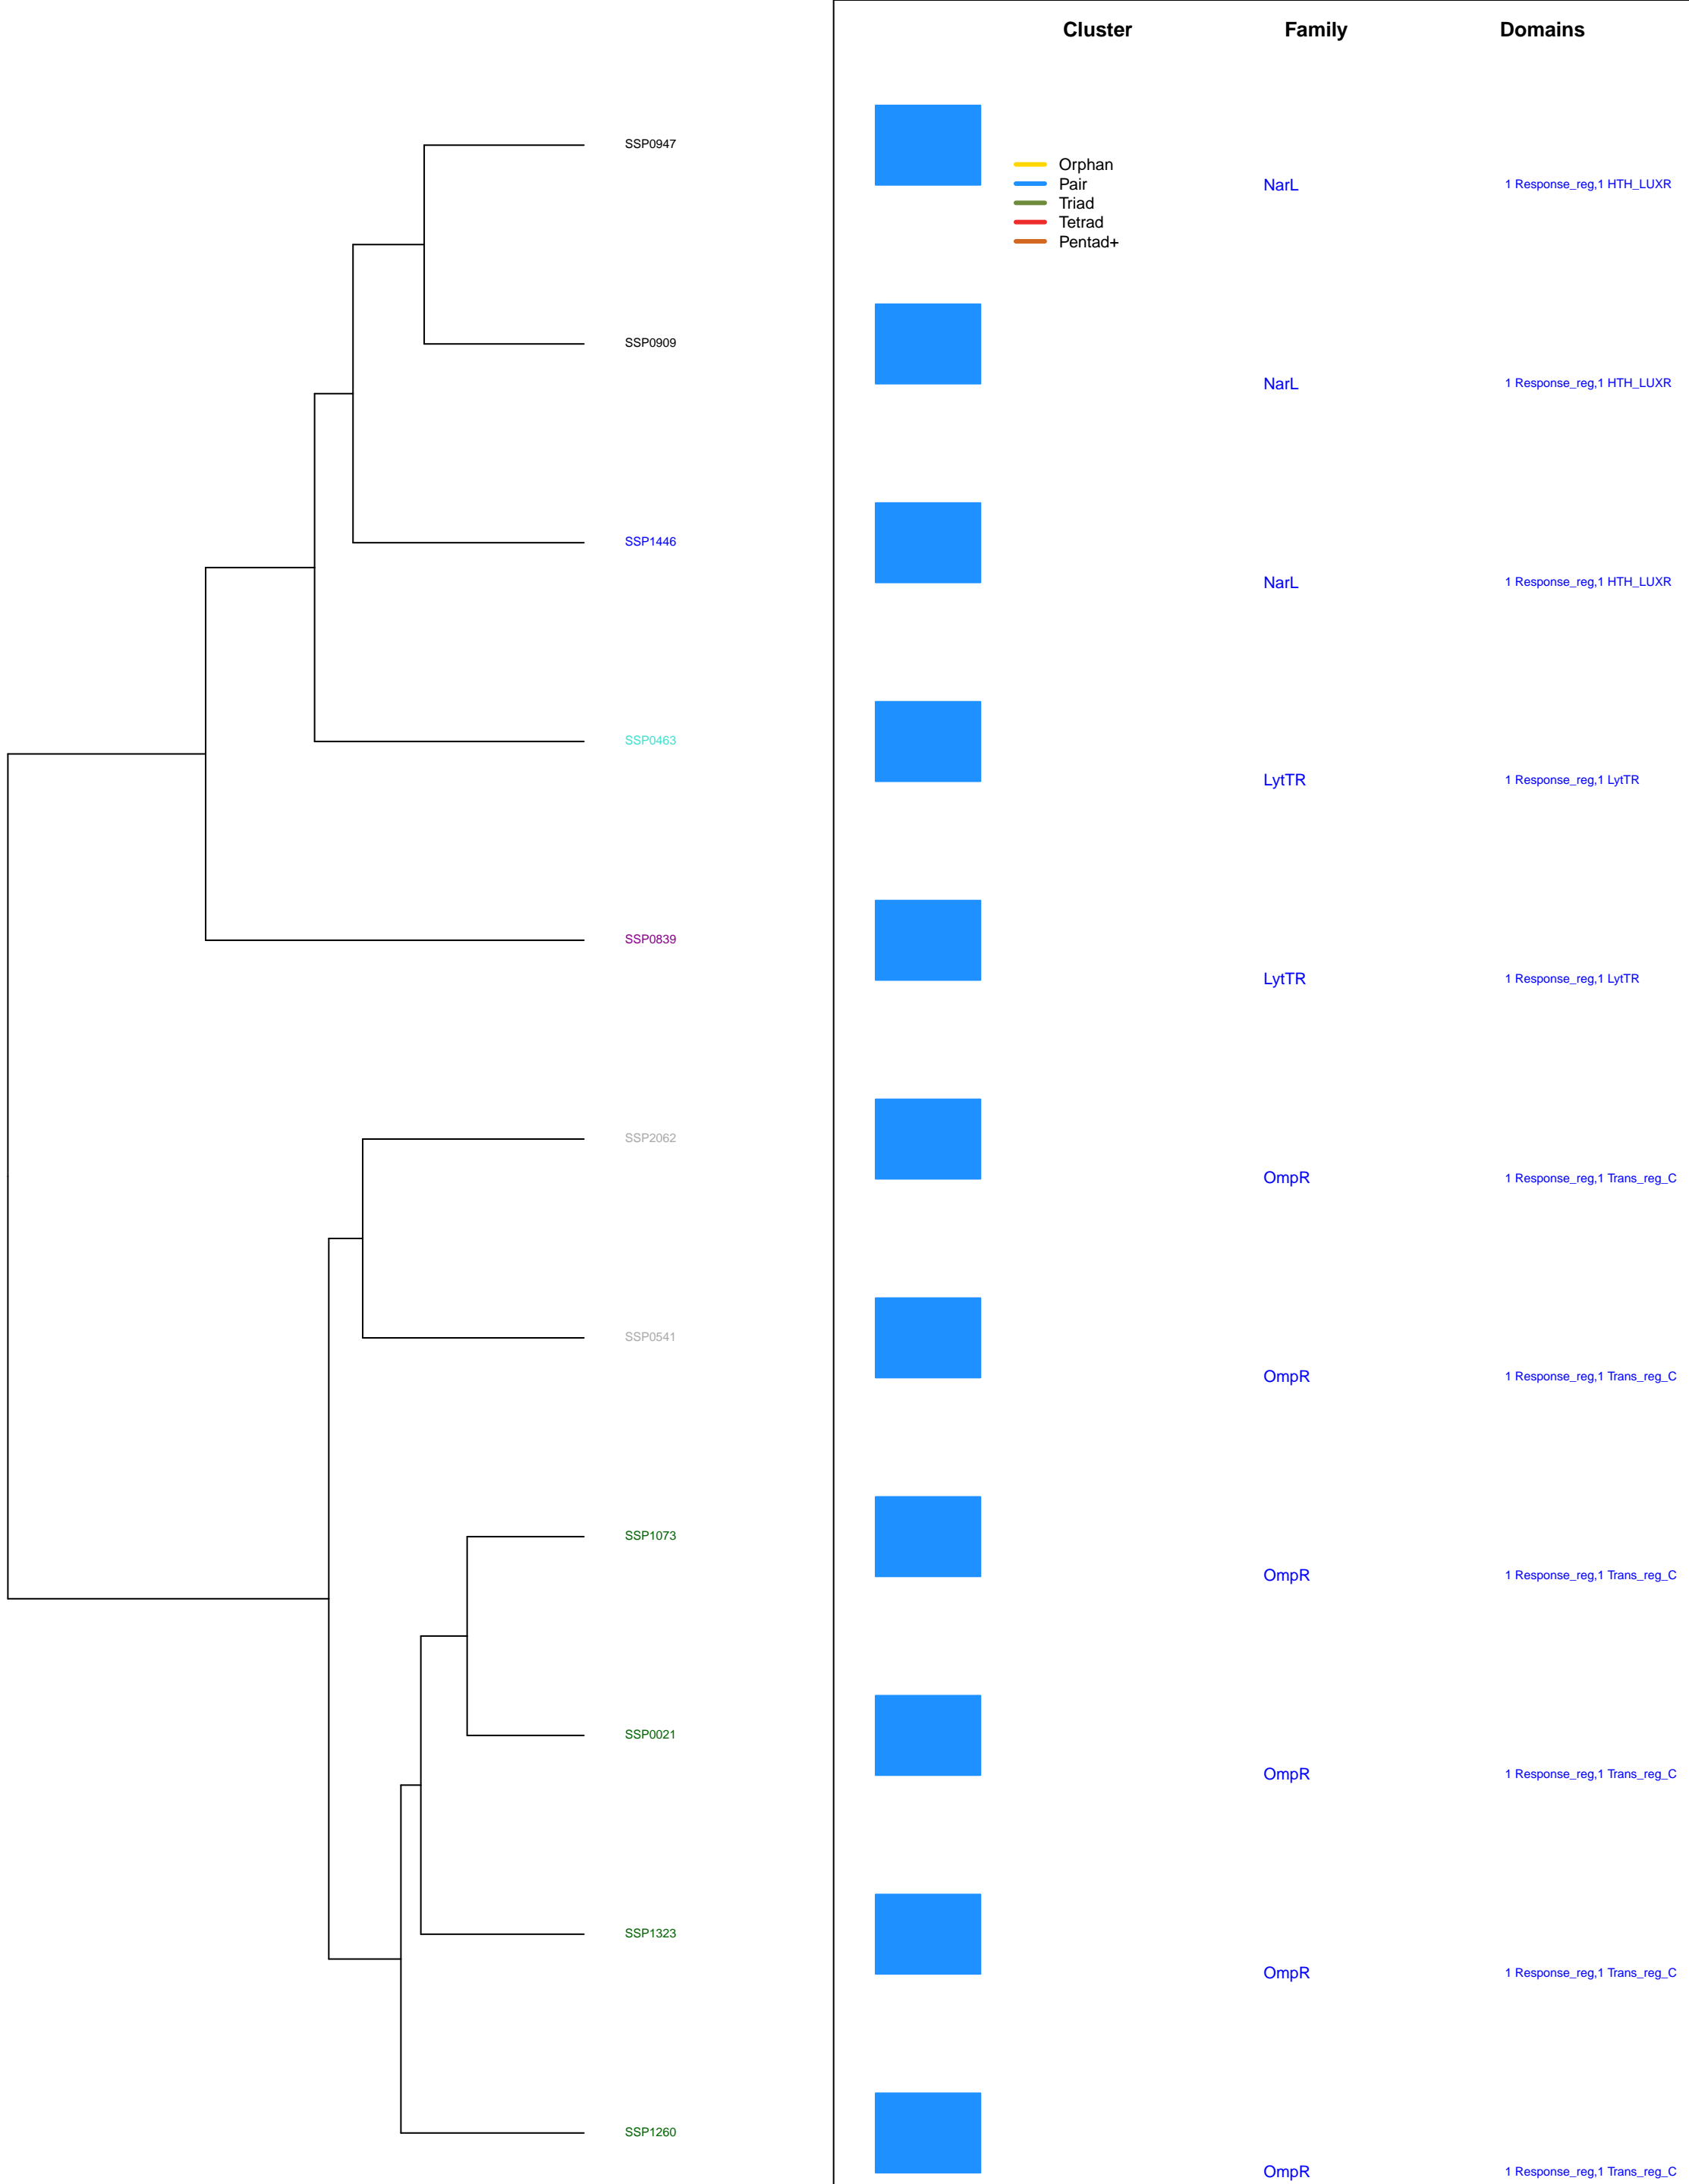 Cluster Family Domains
SSP0947
Orphan
Pair
Triad
Tetrad
Pentad+
NarL 1 Response_reg,1 HTH_LUXR
SSP0909
NarL 1 Response_reg,1 HTH_LUXR
SSP1446
NarL 1 Response_reg,1 HTH_LUXR
SSP0463
LytTR 1 Response_reg,1 LytTR
SSP0839
LytTR 1 Response_reg,1 LytTR
SSP2062
OmpR 1 Response_reg,1 Trans_reg_C
SSP0541
OmpR 1 Response_reg,1 Trans_reg_C
SSP1073
OmpR 1 Response_reg,1 Trans_reg_C
SSP0021
OmpR 1 Response_reg,1 Trans_reg_C
SSP1323
OmpR 1 Response_reg,1 Trans_reg_C
SSP1260
OmpR 1 Response_reg,1 Trans_reg_C